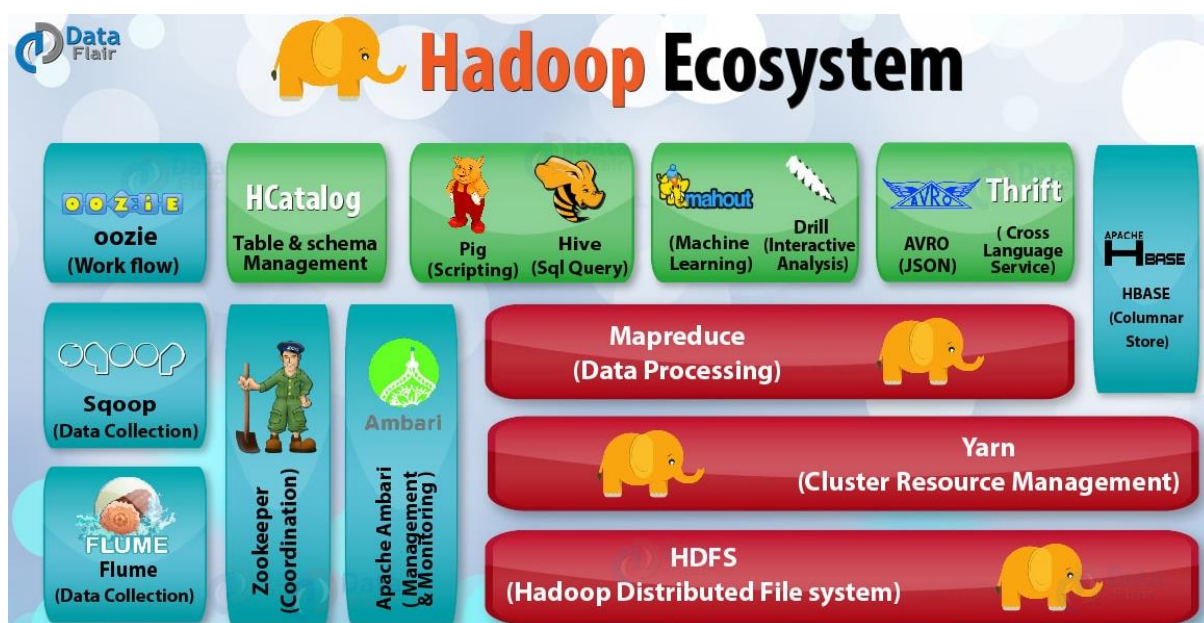 Data
Flair
Hadoop Ecosystem
OOZIE
oozie
(Work flow)
HCatalog
Table & schema
Management
Pig
(Scripting)
Hive
(Sql Query)
mahout
(Machine
Learning)
Drill
(Interactive
Analysis)
AVRO
AVRO
(JSON)
Thrift
( Cross
Language
Service)
APACHE
HBASE
HBASE
(Columnar
Store)
sqoop
Sqoop
(Data Collection)
FLUME
Flume
(Data Collection)
ZOO
Zookeeper
(Coordination)
Ambari
Apache Ambari
( Management
& Monitoring )
Mapreduce
(Data Processing)
Yarn
(Cluster Resource Management)
HDFS
(Hadoop Distributed File system)